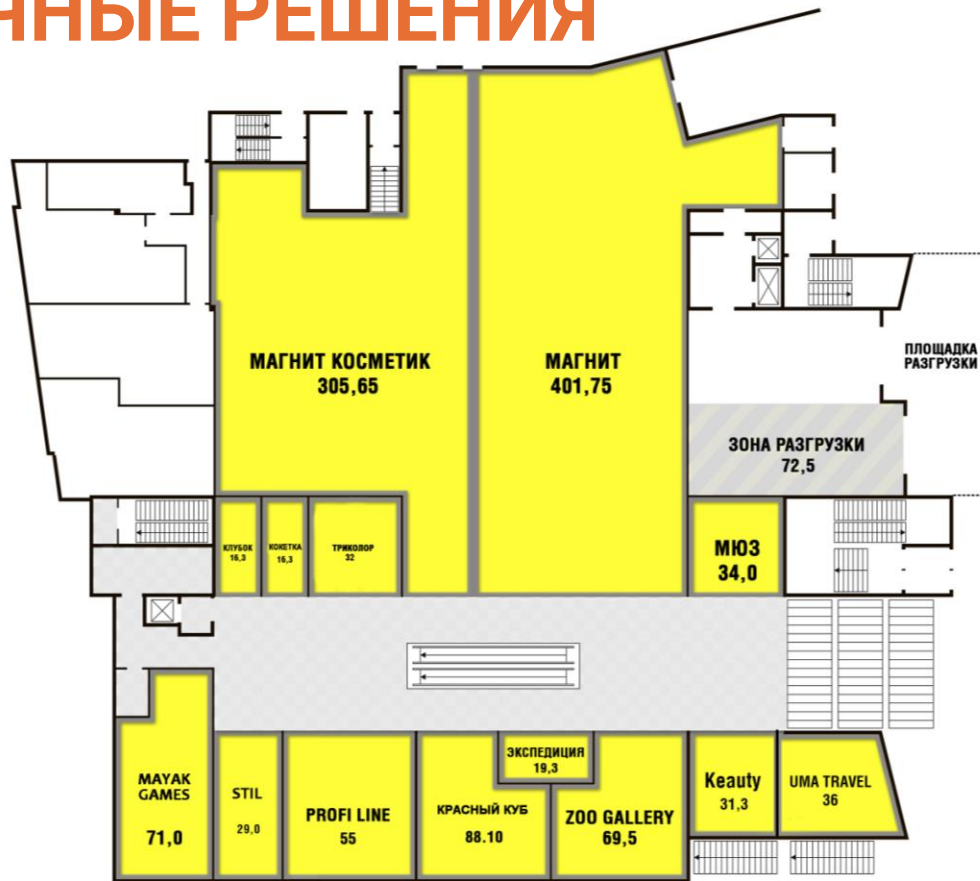 ЧНЫЕ РЕШЕНИЯ
МАГНИТ КОСМЕТИК
305,65
МАГНИТ
401,75
ПЛОЩАДКА
РАЗГРУЗКИ
ЗОНА РАЗГРУЗКИ
72,5
КЛУБОК
16,3
КОКЕТКА
16,3
ТРИКОЛОР
32
МЮЗ
34,0
MAYAK
GAMES
71,0
STIL
29,0
PROFI LINE
55
КРАСНЫЙ КУБ
88.10
ЭКСПЕДИЦИЯ
19,3
ZOO GALLERY
69,5
Keauty
31,3
UMA TRAVEL
36